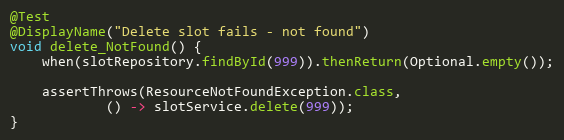 @Test
@DisplayName("Delete slot fails - not found")
void delete_NotFound() {
    when(slotRepository.findById(999)).thenReturn(Optional.empty());

    assertThrows(ResourceNotFoundException.class,
            () -> slotService.delete(999));
}